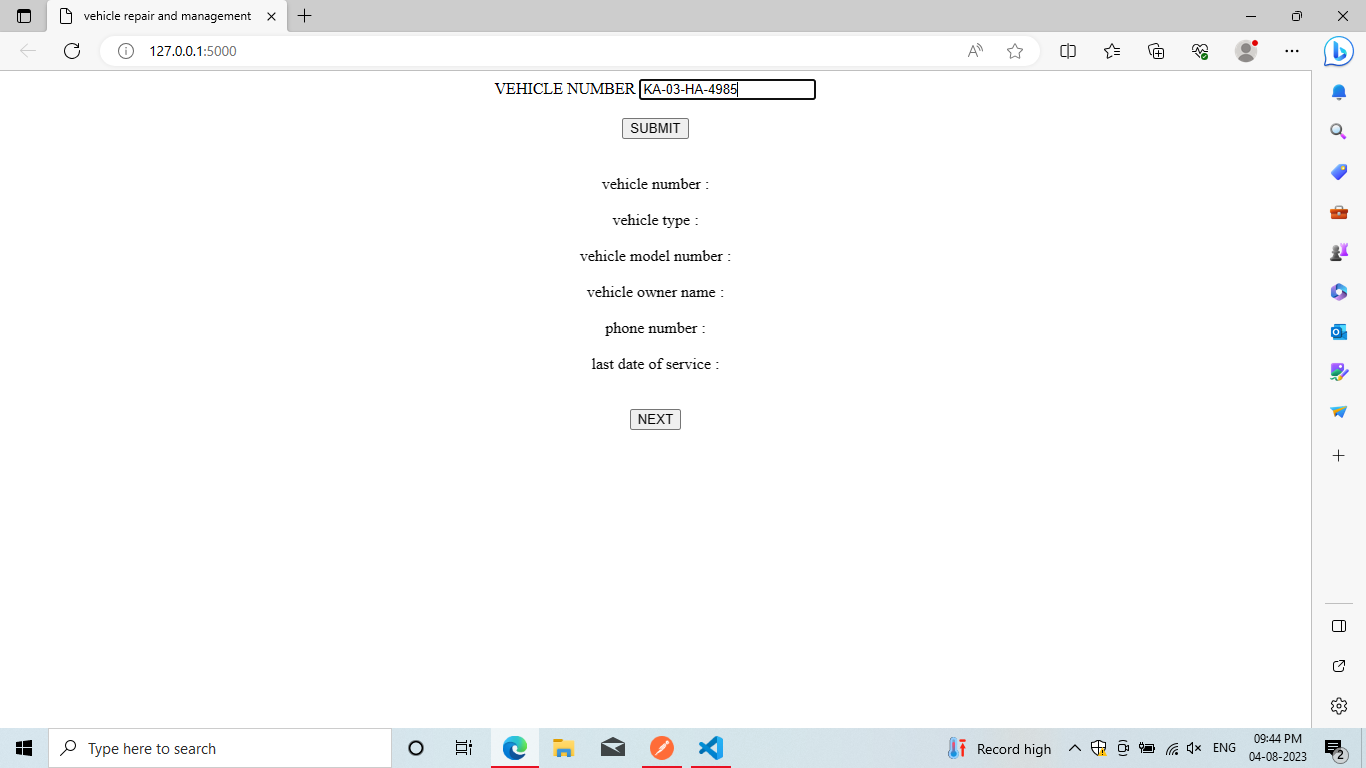 vehicle repair and management
127.0.0.1:5000
VEHICLE NUMBER KA-03-HA-4985
SUBMIT
vehicle number :
vehicle type :
vehicle model number :
vehicle owner name :
phone number :
last date of service :
NEXT
Type here to search
Record high
ENG
09:44 PM
04-08-2023
2